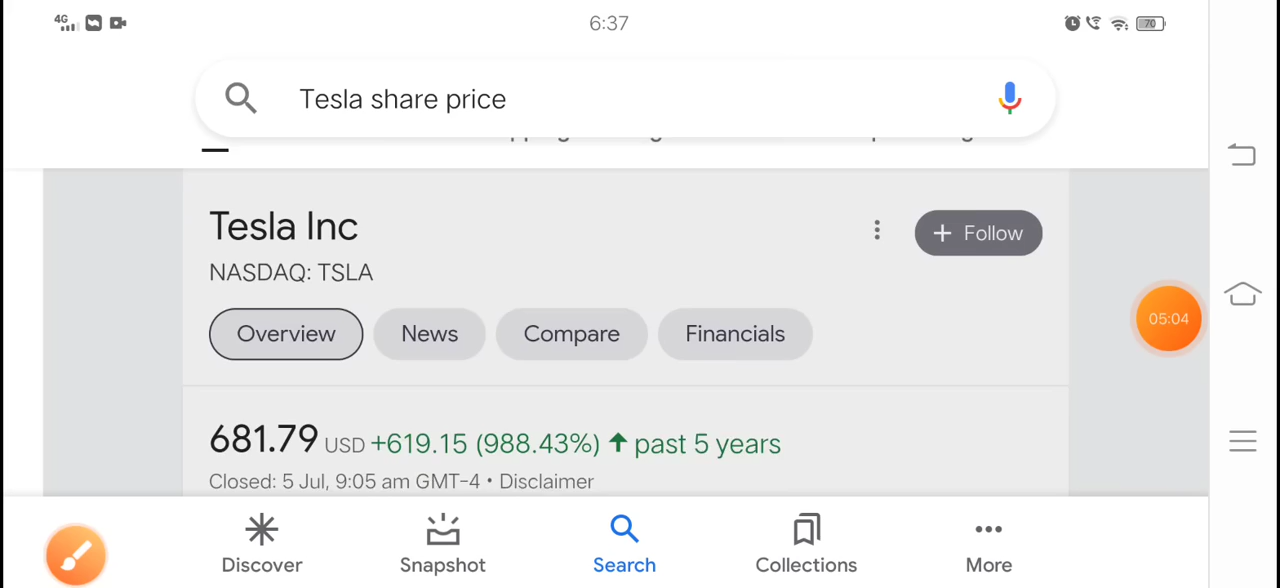 4G 6:37 70
Tesla share price
Tesla Inc
+ Follow
NASDAQ: TSLA
Overview News Compare Financials
05:04
681.79 USD +619.15 (988.43%) ↑ past 5 years
Closed: 5 Jul, 9:05 am GMT-4 • Disclaimer
Discover Snapshot Search Collections More